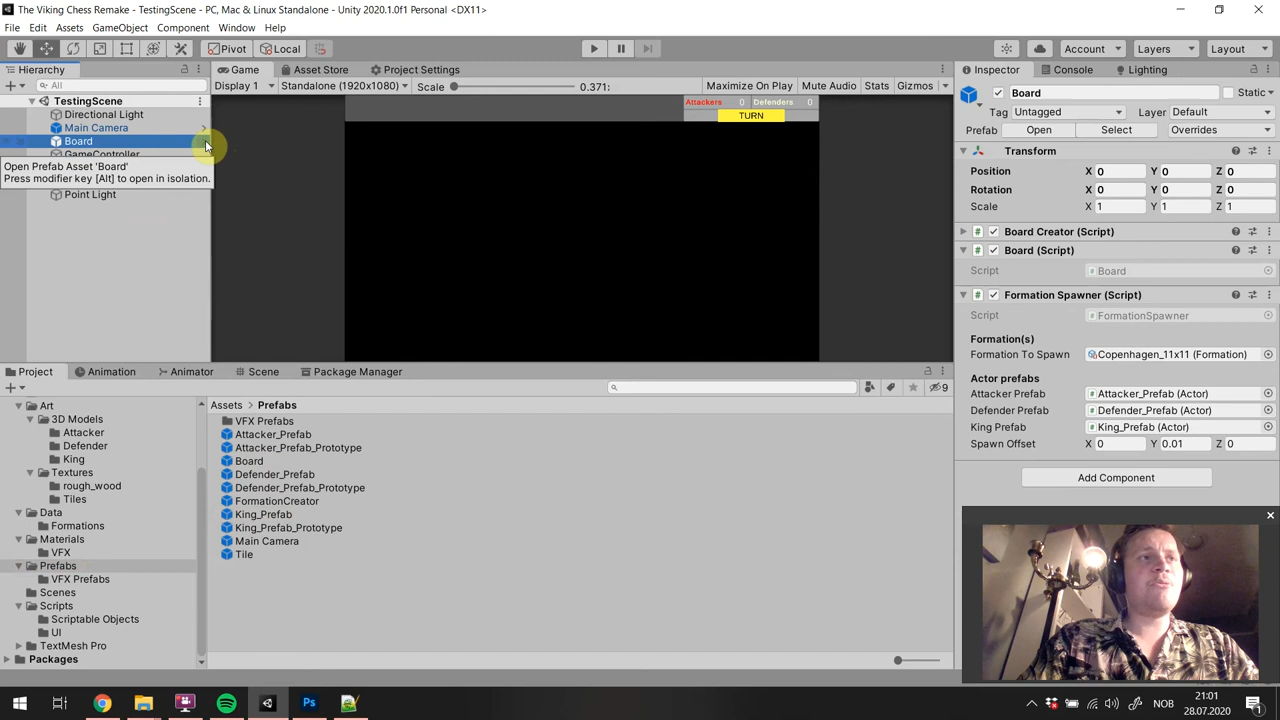 The Viking Chess Remake - TestingScene - PC, Mac & Linux Standalone - Unity 2020.1.0f1 Personal <DX11>
File Edit Assets GameObject Component Window Help
Pivot Local Account Layers Layout
Hierarchy
All
TestingScene
Directional Light
Main Camera
Board
GameController
Open Prefab Asset 'Board'
Press modifier key [Alt] to open in isolation.
Point Light
Game Asset Store Project Settings
Display 1 Standalone (1920x1080) Scale 0.371: Maximize On Play Mute Audio Stats Gizmos
Attackers 0 Defenders 0
TURN
Inspector Console Lighting
Board Static
Tag Untagged Layer Default
Prefab Open Select Overrides
Transform
Position X 0 Y 0 Z 0
Rotation X 0 Y 0 Z 0
Scale X 1 Y 1 Z 1
# Board Creator (Script)
# Board (Script)
Script Board
# Formation Spawner (Script)
Script FormationSpawner
Formation(s)
Formation To Spawn Copenhagen_11x11 (Formation)
Actor prefabs
Attacker Prefab Attacker_Prefab (Actor)
Defender Prefab Defender_Prefab (Actor)
King Prefab King_Prefab (Actor)
Spawn Offset X 0 Y 0.01 Z 0
Add Component
Project Animation Animator Scene Package Manager
9
Art
3D Models
Attacker
Defender
King
Textures
rough_wood
Tiles
Data
Formations
Materials
VFX
Prefabs
VFX Prefabs
Scenes
Scripts
Scriptable Objects
UI
TextMesh Pro
Packages
Assets > Prefabs
VFX Prefabs
Attacker_Prefab
Attacker_Prefab_Prototype
Board
Defender_Prefab
Defender_Prefab_Prototype
FormationCreator
King_Prefab
King_Prefab_Prototype
Main Camera
Tile
Ps
NOB
21:01
28.07.2020
1